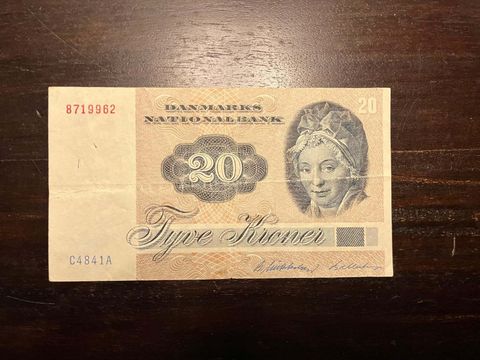 8719962
DANMARKS
NATIONALBANK
20
20
Tyve Kroner
C4841A